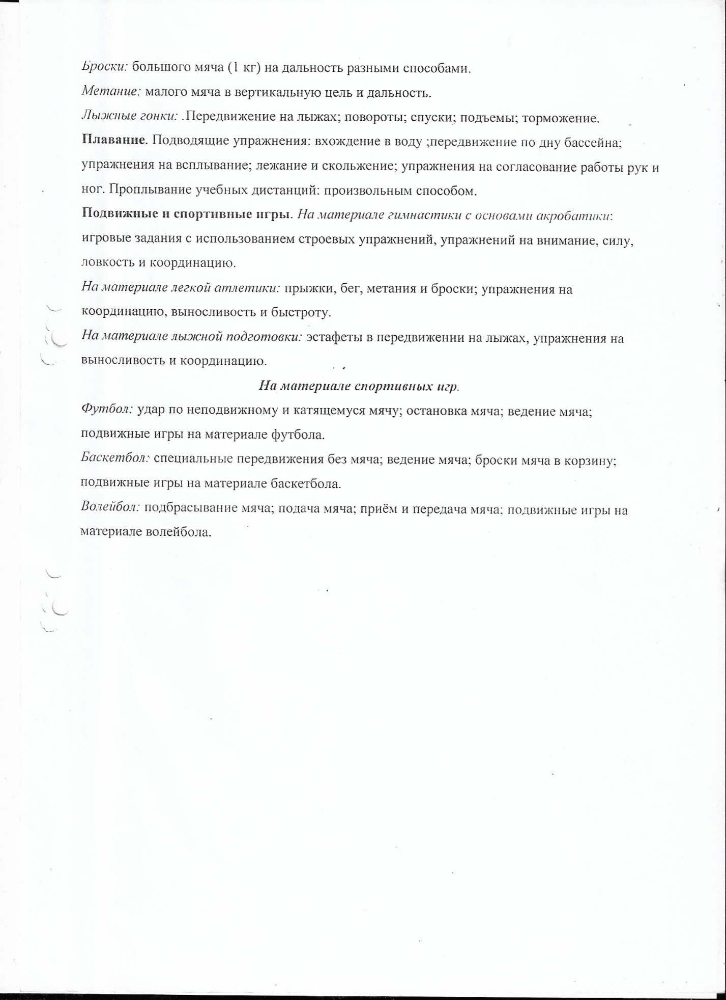 Броски: большого мяча (1 кг) на дальность разными способами.
Метание: малого мяча в вертикальную цель и дальность.
Лыжные гонки: .Передвижение на лыжах; повороты; спуски; подъемы; торможение.
Плавание. Подводящие упражнения: вхождение в воду ;передвижение по дну бассейна;
упражнения на всплывание; лежание и скольжение; упражнения на согласование работы рук и
ног. Проплывание учебных дистанций: произвольным способом.
Подвижные и спортивные игры. На материале гимнастики с основами акробатики:
игровые задания с использованием строевых упражнений, упражнений на внимание, силу,
ловкость и координацию.
На материале легкой атлетики: прыжки, бег, метания и броски; упражнения на
координацию, выносливость и быстроту.
На материале лыжной подготовки: эстафеты в передвижении на лыжах, упражнения на
выносливость и координацию.
На материале спортивных игр.
Футбол: удар по неподвижному и катящемуся мячу; остановка мяча; ведение мяча;
подвижные игры на материале футбола.
Баскетбол: специальные передвижения без мяча; ведение мяча; броски мяча в корзину;
подвижные игры на материале баскетбола.
Волейбол: подбрасывание мяча; подача мяча; приём и передача мяча; подвижные игры на
материале волейбола.